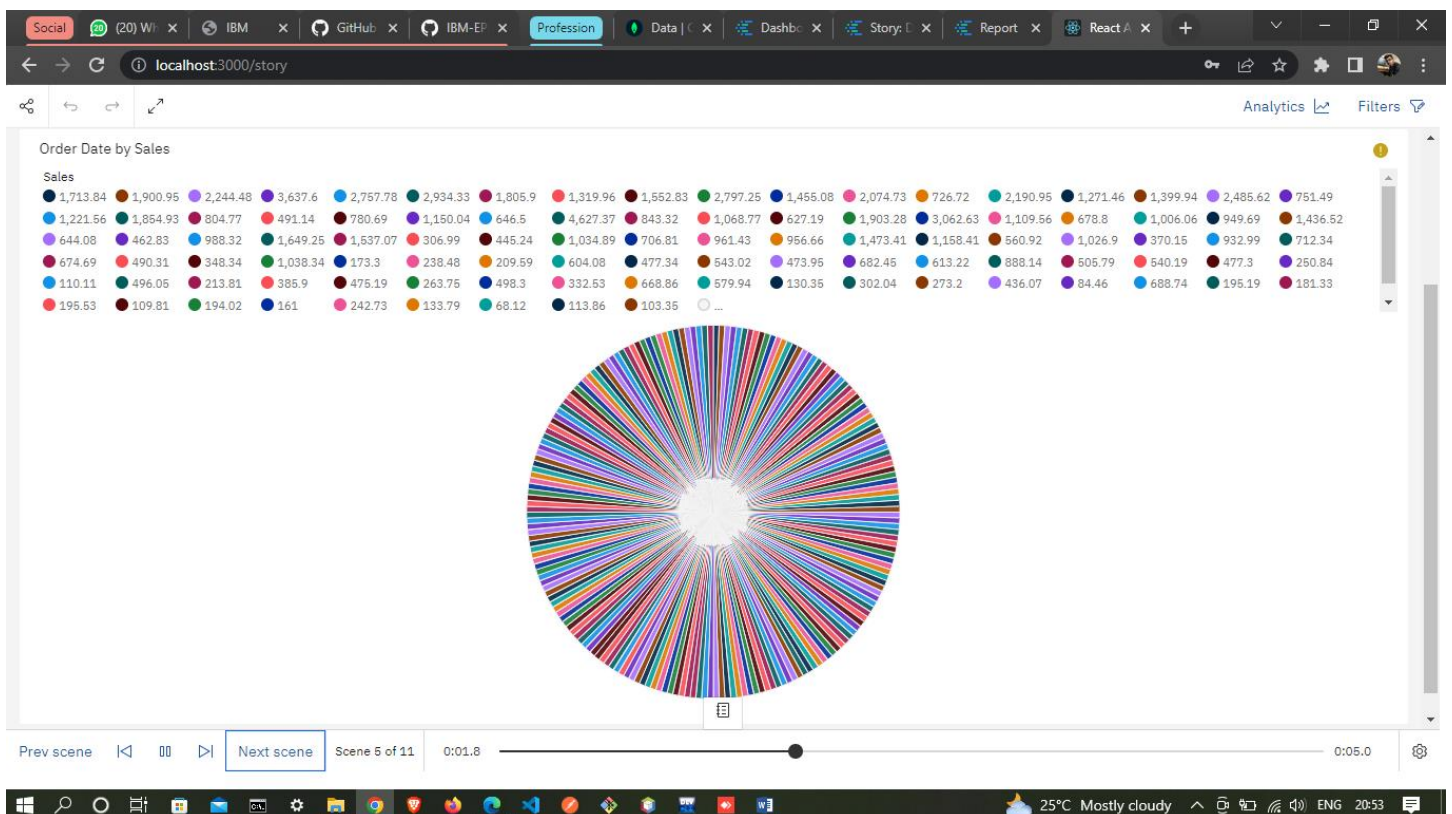 Social (20) Wh IBM GitHub IBM-EP Profession Data | C Dashbo Story: D Report React A
localhost:3000/story
Analytics Filters
Order Date by Sales
Sales
1,713.84 1,900.95 2,244.48 3,637.6 2,757.78 2,934.33 1,805.9 1,319.96 1,552.83 2,797.25 1,455.08 2,074.73 726.72 2,190.95 1,271.46 1,399.94 2,485.62 751.49
1,221.56 1,854.93 804.77 491.14 780.69 1,150.04 646.5 4,627.37 843.32 1,068.77 627.19 1,903.28 3,062.63 1,109.56 678.8 1,006.06 949.69 1,436.52
644.08 462.83 988.32 1,649.25 1,537.07 306.99 445.24 1,034.89 706.81 961.43 956.66 1,473.41 1,158.41 560.92 1,026.9 370.15 932.99 712.34
674.69 490.31 348.34 1,038.34 173.3 238.48 209.59 604.08 477.34 543.02 473.95 682.45 613.22 888.14 505.79 540.19 477.3 250.84
110.11 496.05 213.81 385.9 475.19 263.75 498.3 332.53 668.86 579.94 130.35 302.04 273.2 436.07 84.46 688.74 195.19 181.33
195.53 109.81 194.02 161 242.73 133.79 68.12 113.86 103.35 ...
Prev scene Next scene Scene 5 of 11 0:01.8 0:05.0
25°C Mostly cloudy ENG 20:53